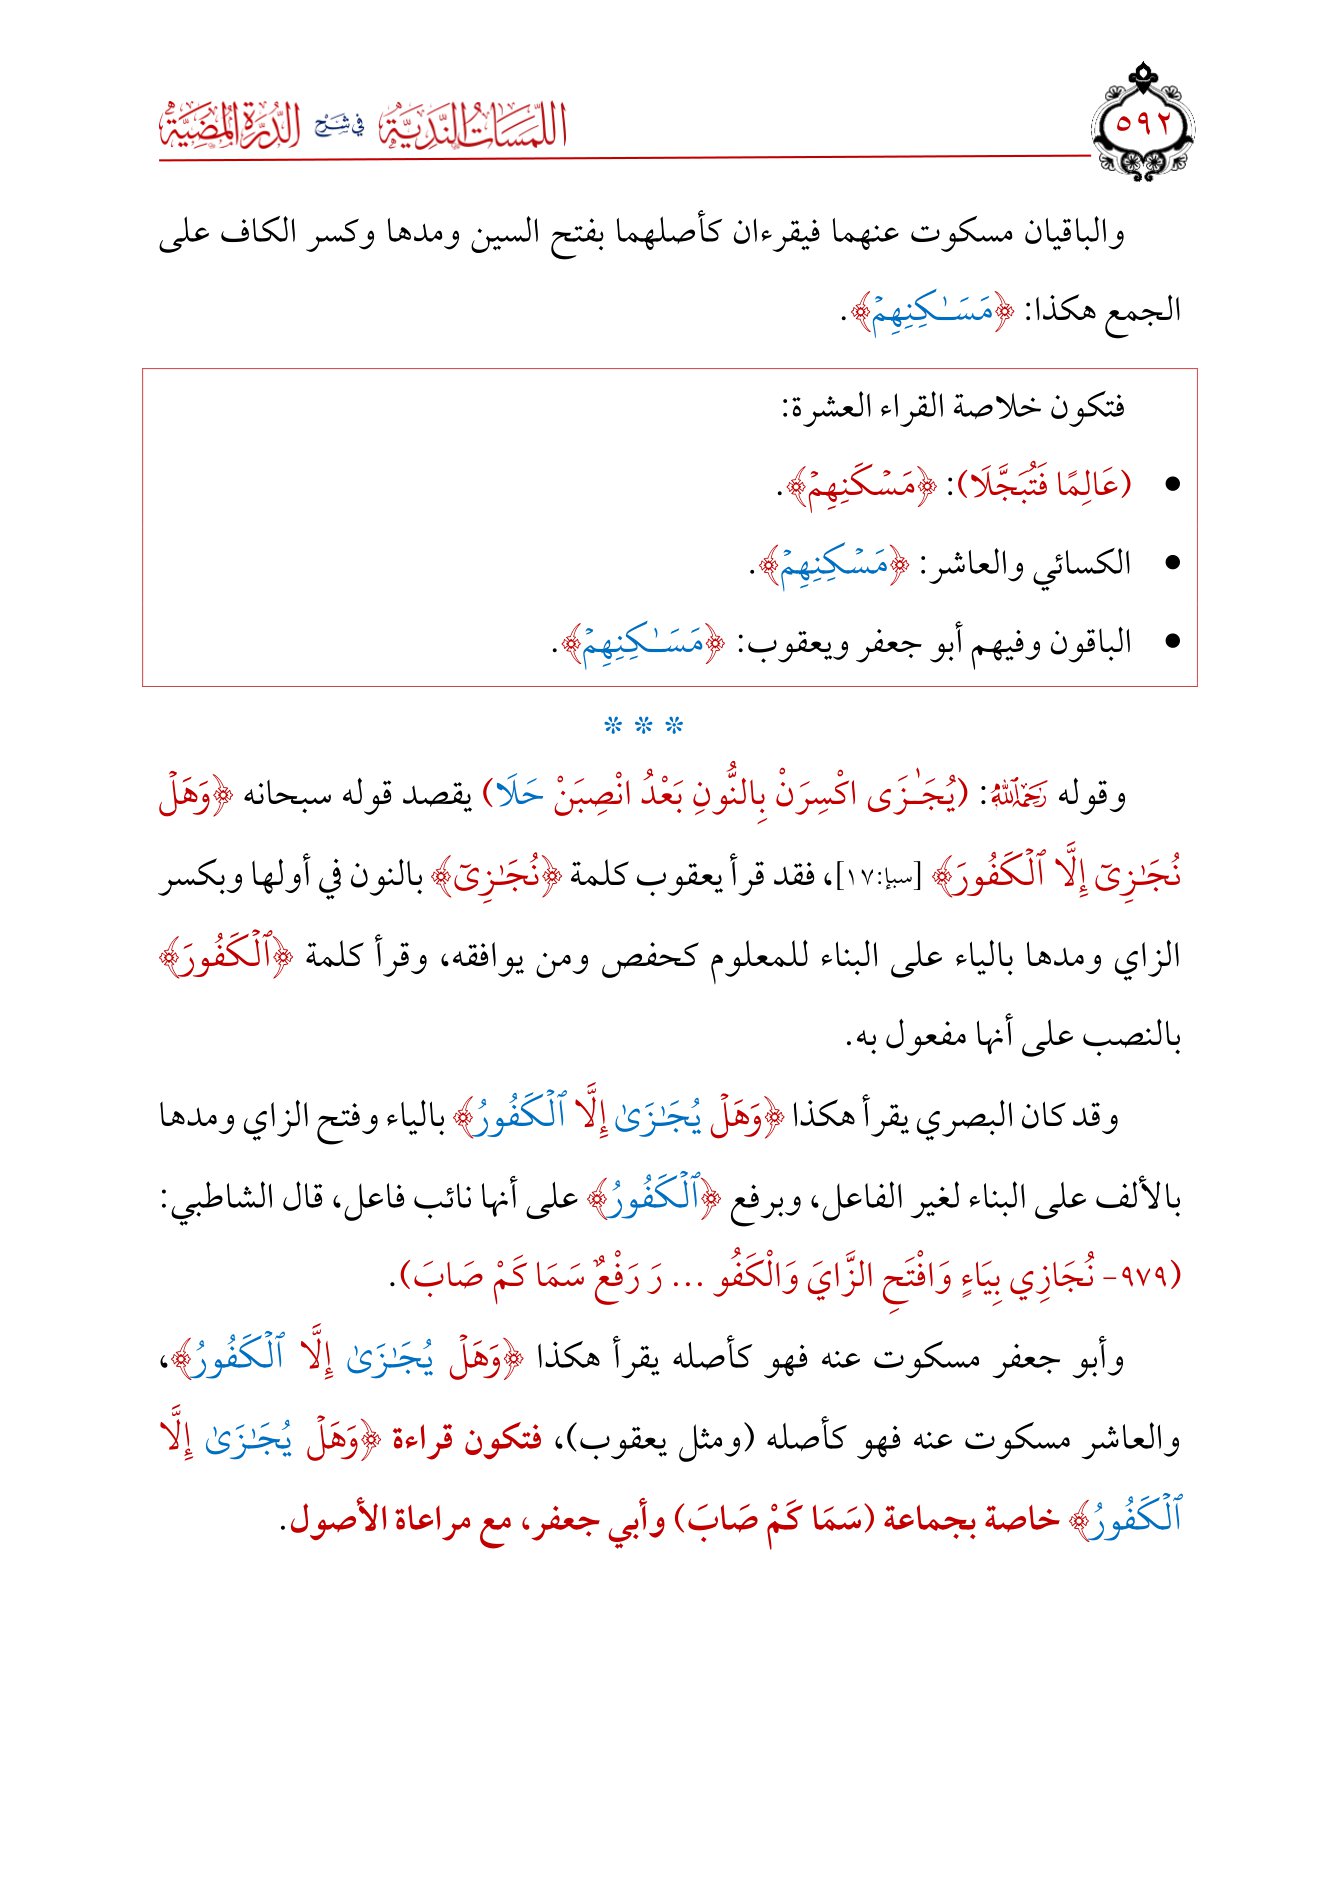 اللمسات الندية في شرح الدرة المضية
٥٩٢
والباقيان مسكوت عنهما فيقرءان كأصلهما بفتح السين ومدها وكسر الكاف على
الجمع هكذا: ﴿مَسَـٰكِنِهِمۡ﴾.
فتكون خلاصة القراء العشرة:
• (عَالِمًا فَتُبَجَّلَا): ﴿مَسۡكَنِهِمۡ﴾.
• الكسائي والعاشر: ﴿مَسۡكِنِهِمۡ﴾.
• الباقون وفيهم أبو جعفر ويعقوب: ﴿مَسَـٰكِنِهِمۡ﴾.
* * *
وقوله رَحِمَهُ ٱللَّهُ: (يُجَـٰزَى اكْسِرَنْ بِالنُّونِ بَعْدُ انْصِبَنْ حَلَا) يقصد قوله سبحانه ﴿وَهَلۡ
نُجَـٰزِيٓ إِلَّا ٱلۡكَفُورَ﴾ [سبإ:١٧]، فقد قرأ يعقوب كلمة ﴿نُجَـٰزِيٓ﴾ بالنون في أولها وبكسر
الزاي ومدها بالياء على البناء للمعلوم كحفص ومن يوافقه، وقرأ كلمة ﴿ٱلۡكَفُورَ﴾
بالنصب على أنها مفعول به.
وقد كان البصري يقرأ هكذا ﴿وَهَلۡ يُجَـٰزَىٰ إِلَّا ٱلۡكَفُورُ﴾ بالياء وفتح الزاي ومدها
بالألف على البناء لغير الفاعل، وبرفع ﴿ٱلۡكَفُورُ﴾ على أنها نائب فاعل، قال الشاطبي:
(٩٧٩- نُجَازِي بِيَاءٍ وَافْتَحِ الزَّايَ وَالْكَفُو ... رَ رَفْعٌ سَمَا كَمْ صَابَ).
وأبو جعفر مسكوت عنه فهو كأصله يقرأ هكذا ﴿وَهَلۡ يُجَـٰزَىٰ إِلَّا ٱلۡكَفُورُ﴾،
والعاشر مسكوت عنه فهو كأصله (ومثل يعقوب)، فتكون قراءة ﴿وَهَلۡ يُجَـٰزَىٰ إِلَّا
ٱلۡكَفُورُ﴾ خاصة بجماعة (سَمَا كَمْ صَابَ) وأبي جعفر، مع مراعاة الأصول.